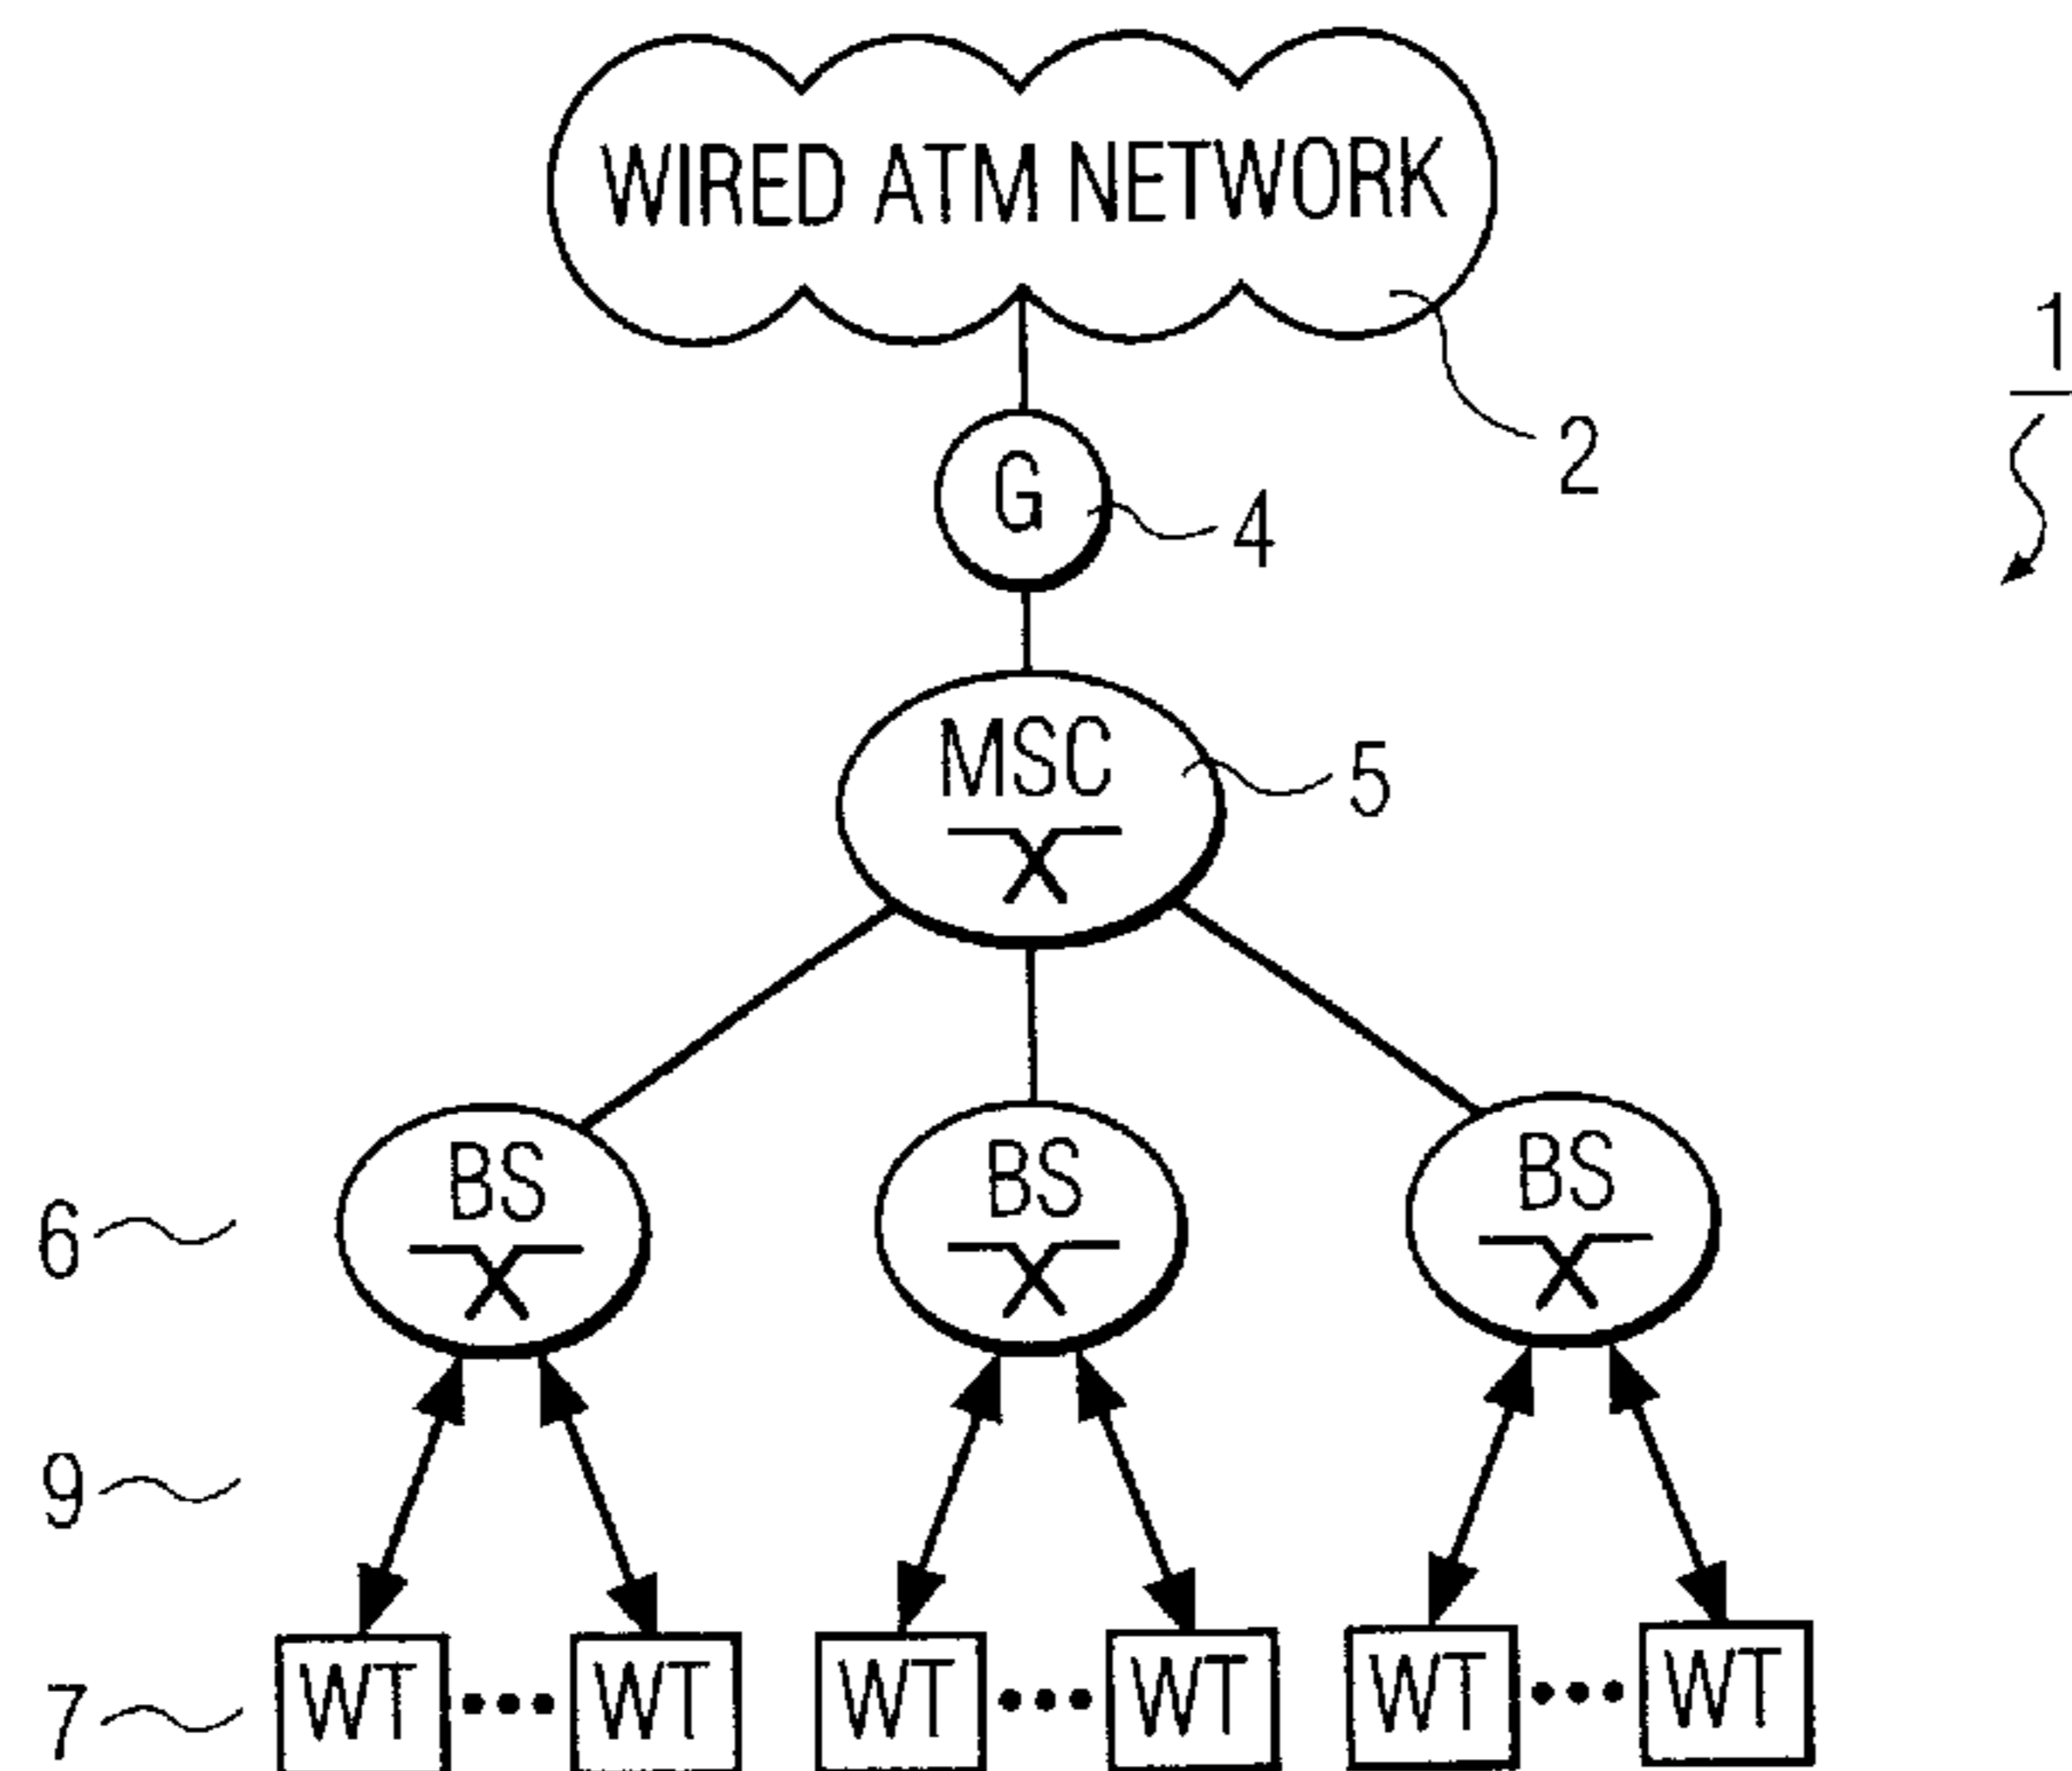 WIRED ATM NETWORK
1
2
G
4
MSC
5
X
BS BS BS
6
X X X
9
WT ••• WT WT ••• WT WT ••• WT
7